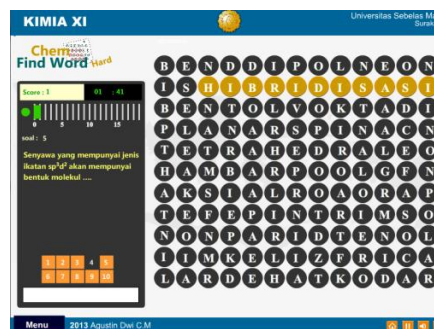 KIMIA XI
Universitas Sebelas Ma
Surak
Chem
Find Word Hard
Score : 1
01 : 41
0 5 10 15
soal : 5
Senyawa yang mempunyai jenis
ikatan sp³d² akan mempunyai
bentuk molekul ....
1 2 3 4 5
6 7 8 9 10
B E N D D I P O L N E O N
I S H I B R I D I S A S I
B E N T O L V O K T A D I
P L A N A R S P I N A C N
T E T R A H E D R A L E O
H A M B A R P O O L G F N
A K S I A L R O A O R A P
T E F E P I N T R I M S O
N O N P A R I D T E N O L
I I M K E L I Z F R I C A
L A R D E H A T K O D A R
Menu
2013 Agustin Dwi C.M